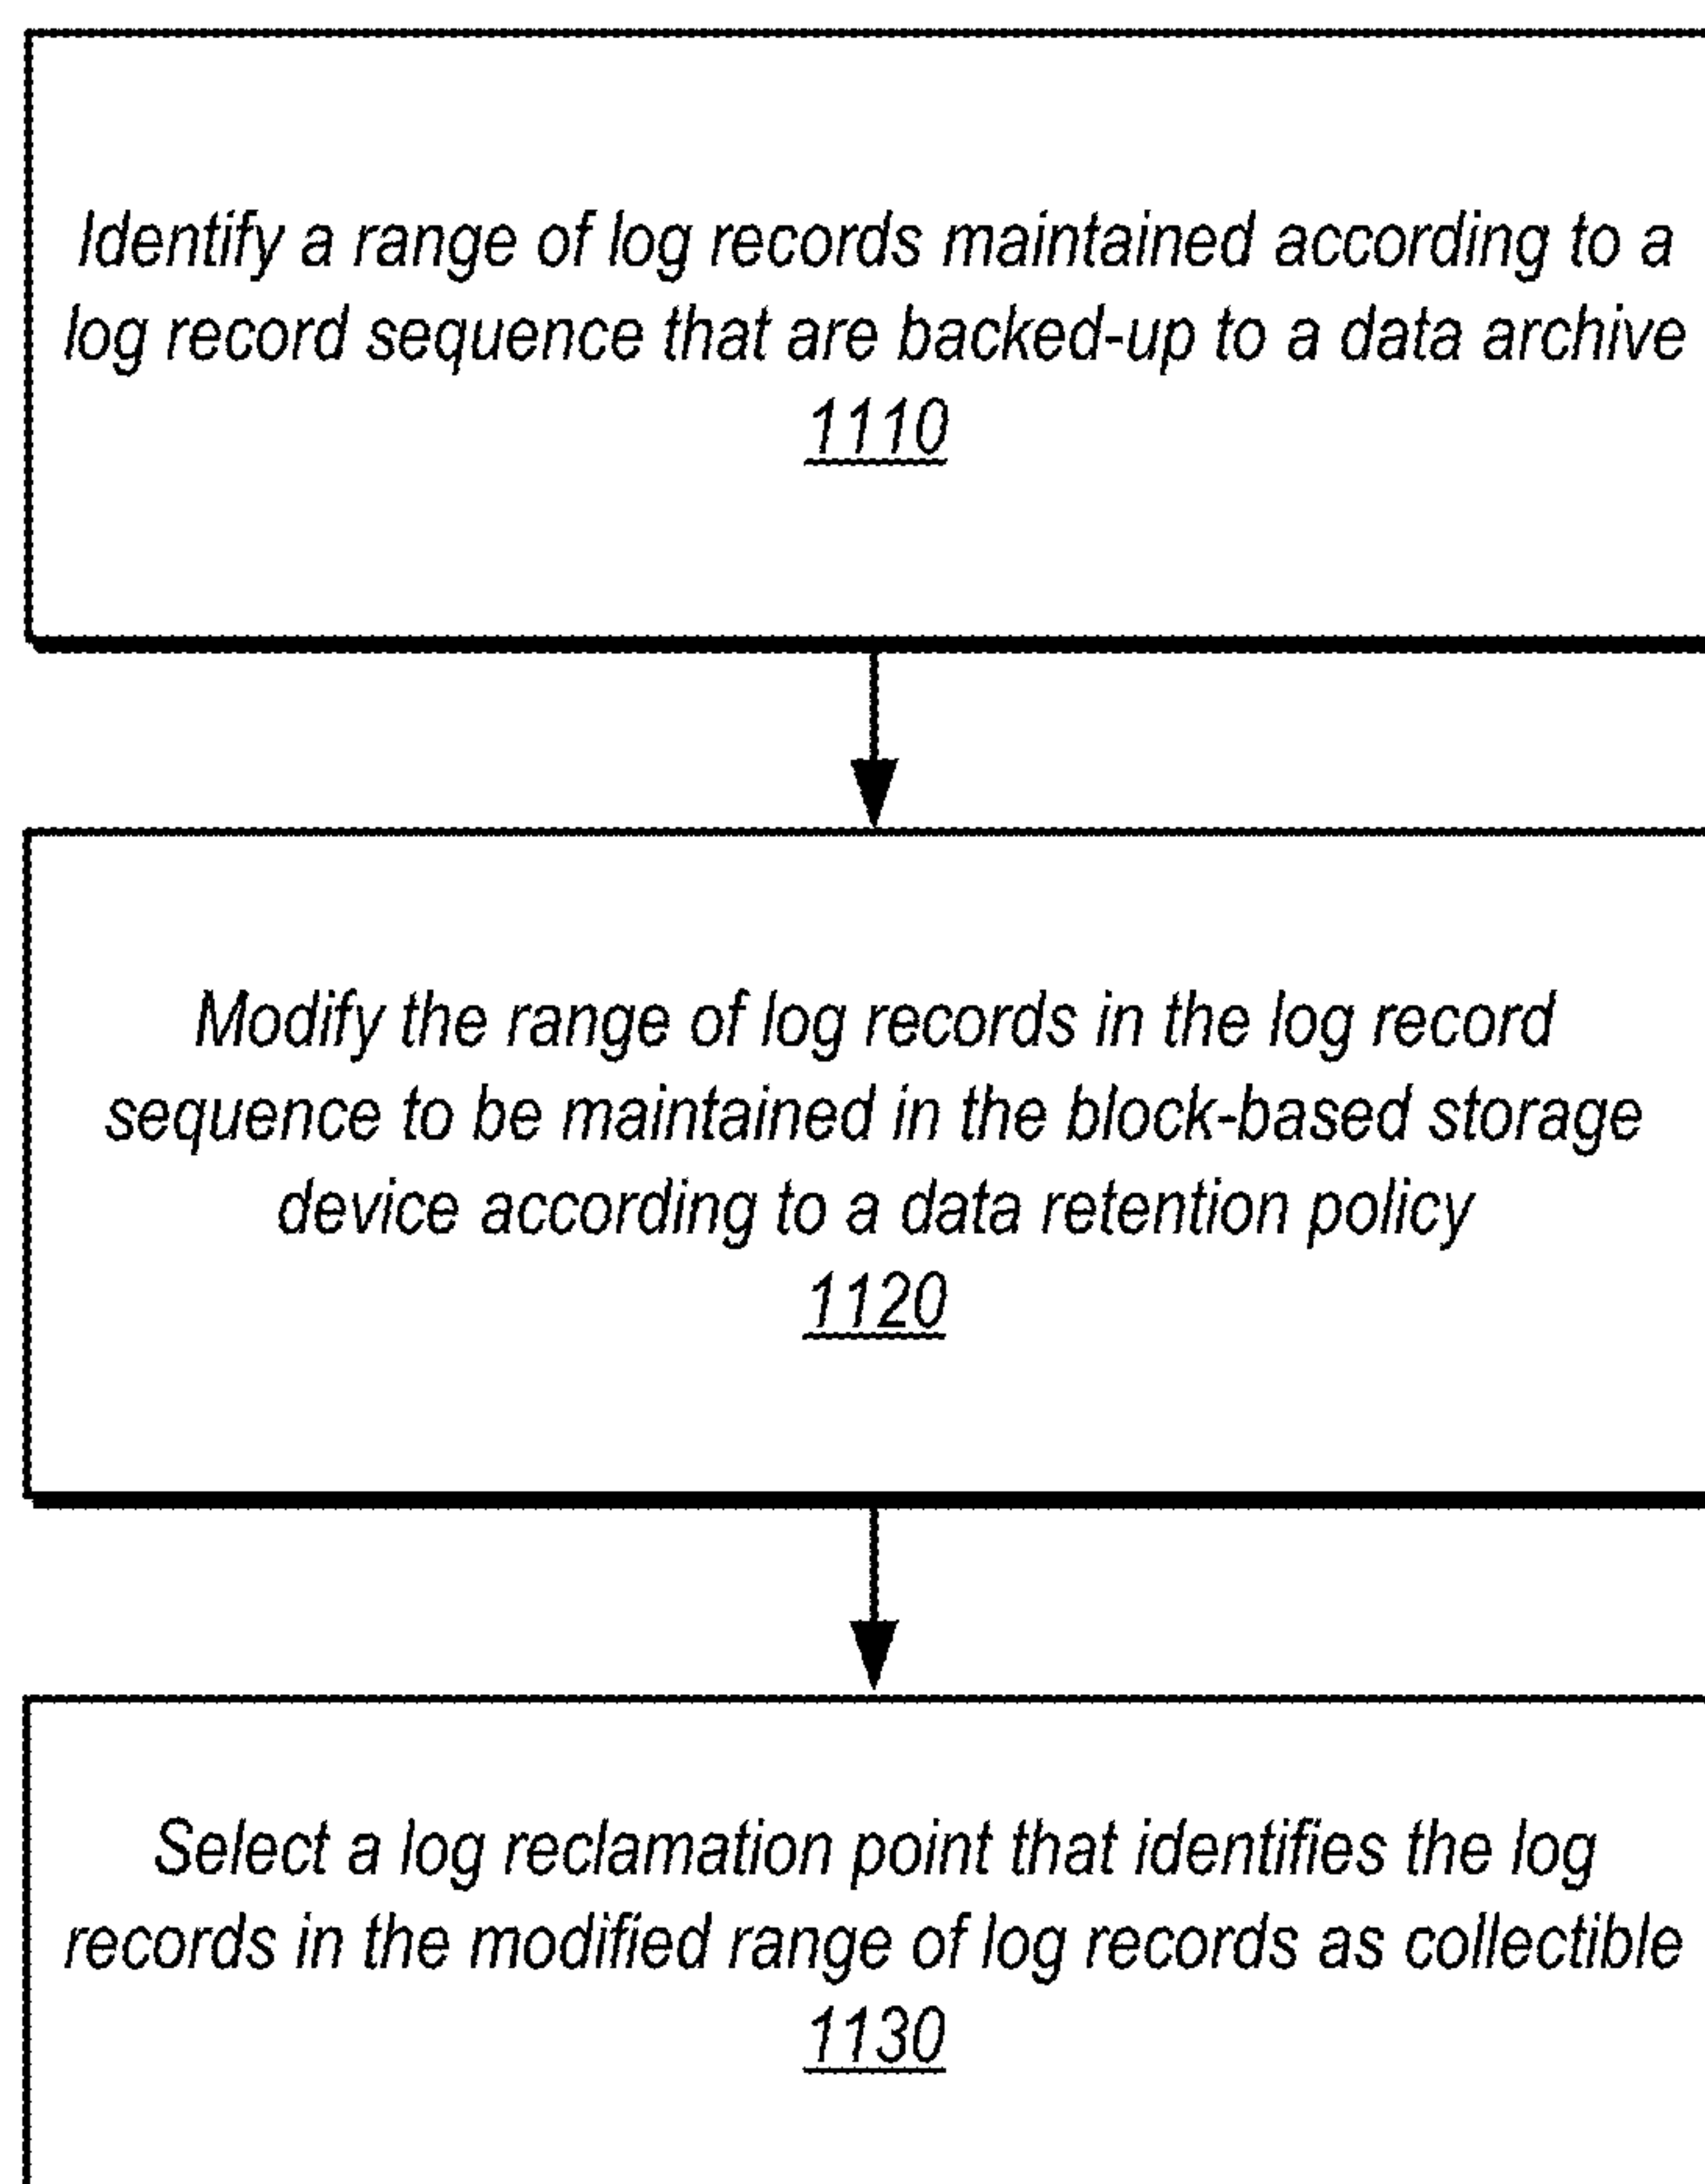 Identify a range of log records maintained according to a
log record sequence that are backed-up to a data archive
1110
Modify the range of log records in the log record
sequence to be maintained in the block-based storage
device according to a data retention policy
1120
Select a log reclamation point that identifies the log
records in the modified range of log records as collectible
1130